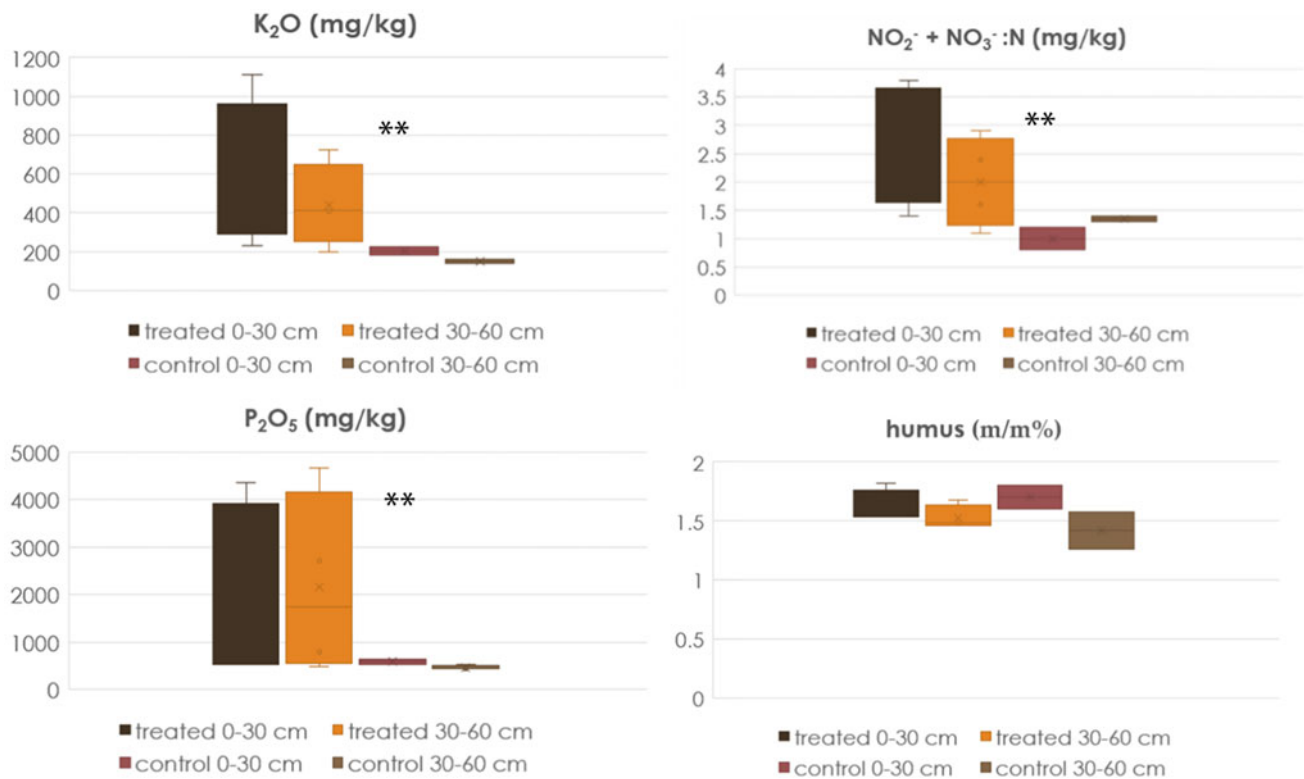 K₂O (mg/kg)
1200
1000
800
600
400
200
0
**
■ treated 0-30 cm ■ treated 30-60 cm
■ control 0-30 cm ■ control 30-60 cm
NO₂⁻ + NO₃⁻ :N (mg/kg)
4
3.5
3
2.5
2
1.5
1
0.5
0
**
■ treated 0-30 cm ■ treated 30-60 cm
■ control 0-30 cm ■ control 30-60 cm
P₂O₅ (mg/kg)
5000
4000
3000
2000
1000
0
**
■ treated 0-30 cm ■ treated 30-60 cm
■ control 0-30 cm ■ control 30-60 cm
humus (m/m%)
2
1.5
1
0.5
0
■ treated 0-30 cm ■ treated 30-60 cm
■ control 0-30 cm ■ control 30-60 cm